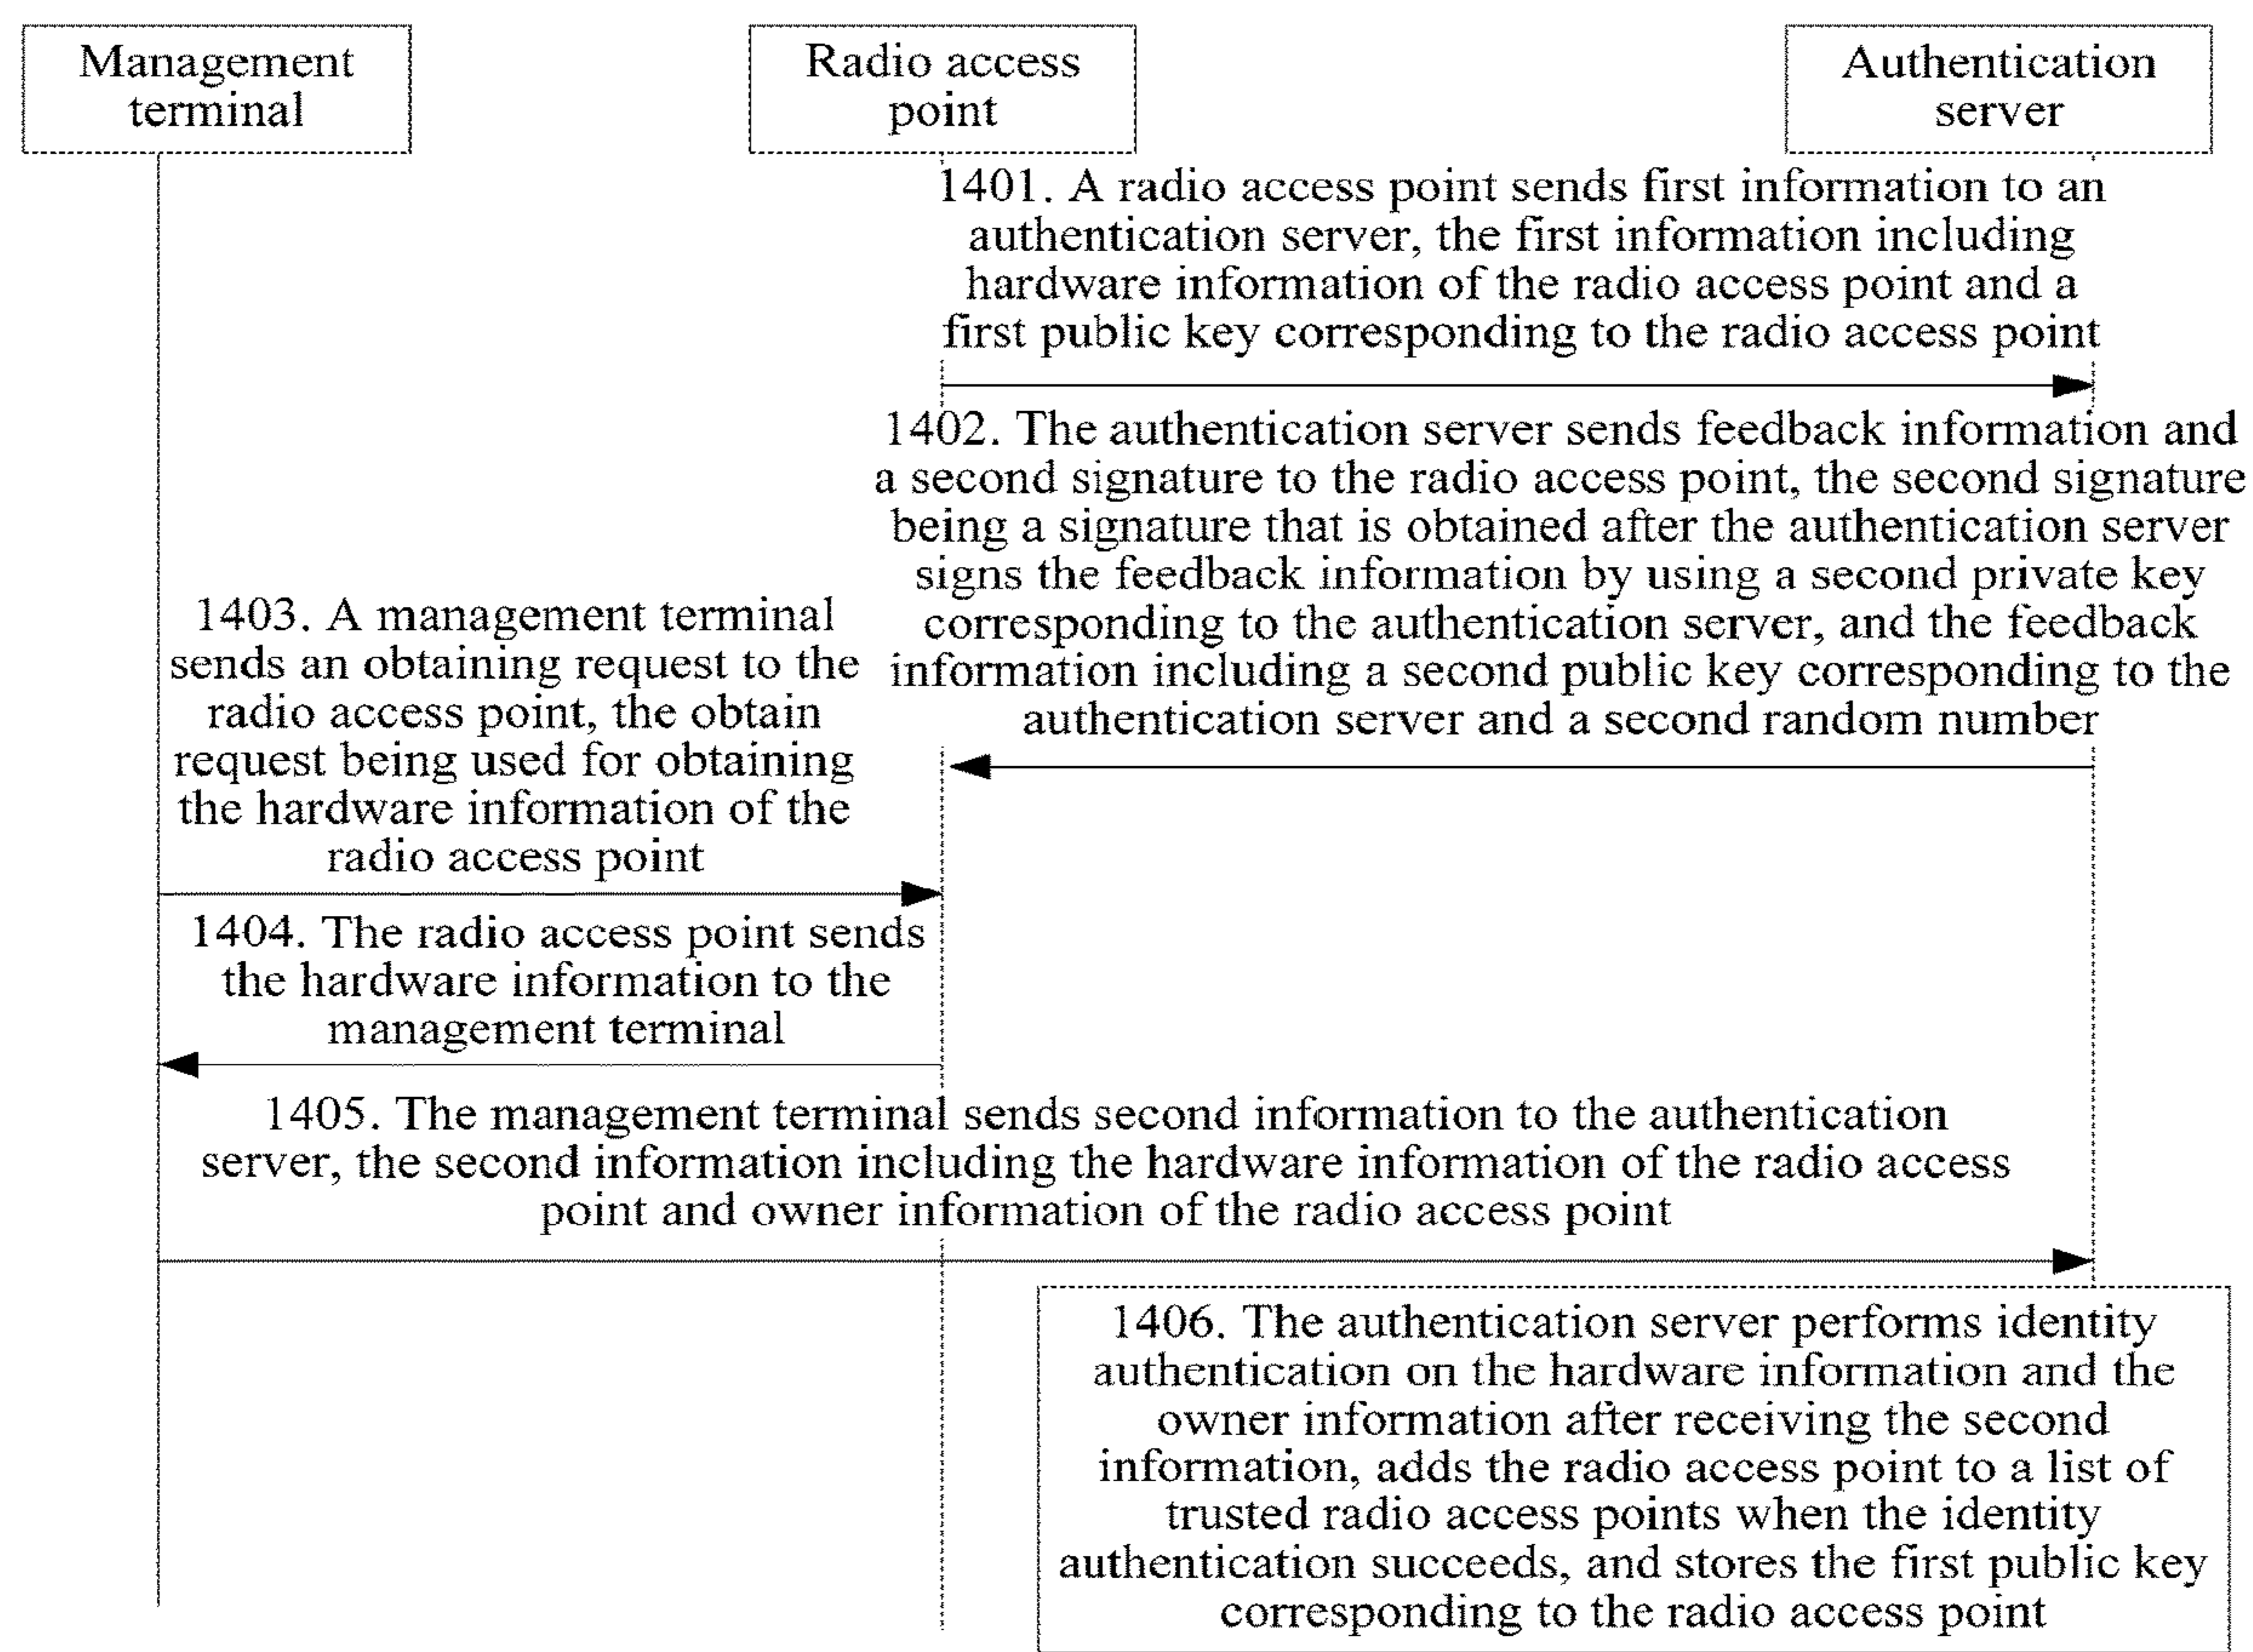 Management
terminal
Radio access
point
Authentication
server
1401. A radio access point sends first information to an
authentication server, the first information including
hardware information of the radio access point and a
first public key corresponding to the radio access point
1402. The authentication server sends feedback information and
a second signature to the radio access point, the second signature
being a signature that is obtained after the authentication server
signs the feedback information by using a second private key
corresponding to the authentication server, and the feedback
information including a second public key corresponding to the
authentication server and a second random number
1403. A management terminal
sends an obtaining request to the
radio access point, the obtain
request being used for obtaining
the hardware information of the
radio access point
1404. The radio access point sends
the hardware information to the
management terminal
1405. The management terminal sends second information to the authentication
server, the second information including the hardware information of the radio access
point and owner information of the radio access point
1406. The authentication server performs identity
authentication on the hardware information and the
owner information after receiving the second
information, adds the radio access point to a list of
trusted radio access points when the identity
authentication succeeds, and stores the first public key
corresponding to the radio access point